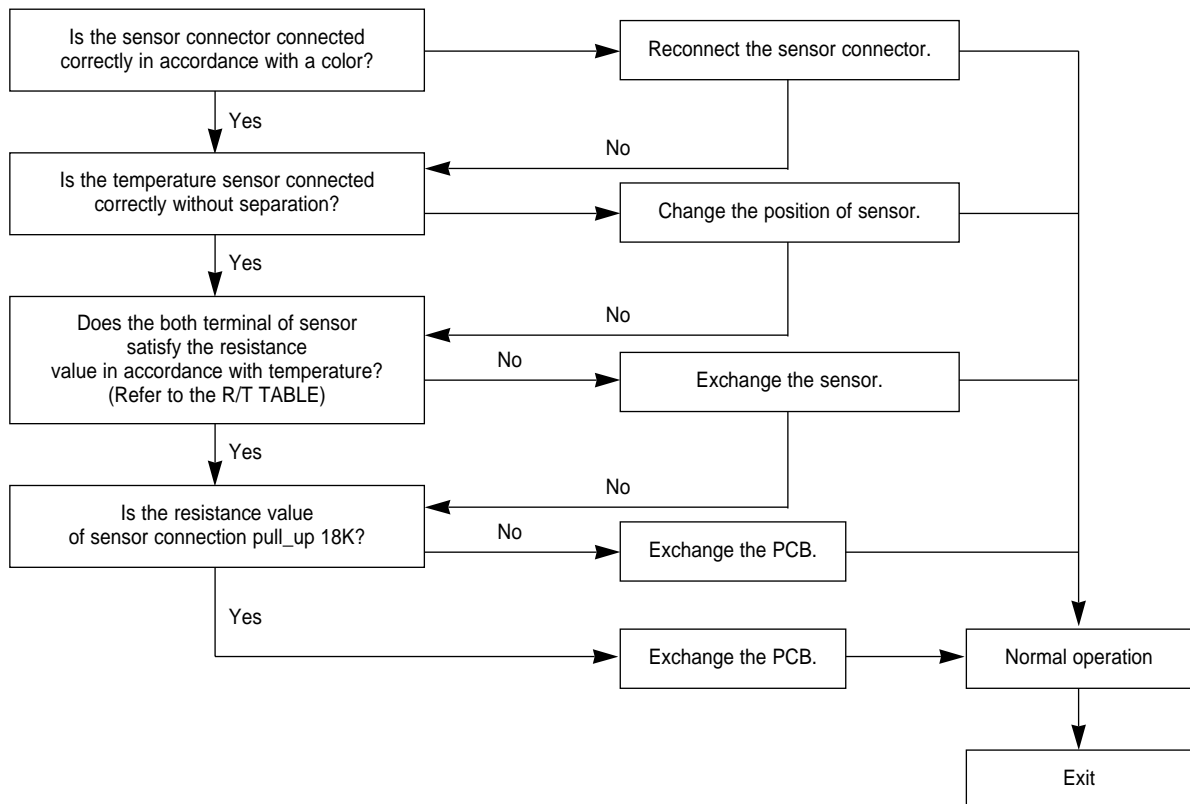 Is the sensor connector connected
correctly in accordance with a color?
Reconnect the sensor connector.
Yes
No
Is the temperature sensor connected
correctly without separation?
Change the position of sensor.
Yes
No
Does the both terminal of sensor
satisfy the resistance
value in accordance with temperature?
(Refer to the R/T TABLE)
No
Exchange the sensor.
Yes
No
Is the resistance value
of sensor connection pull_up 18K?
No
Exchange the PCB.
Yes
Exchange the PCB.
Normal operation
Exit